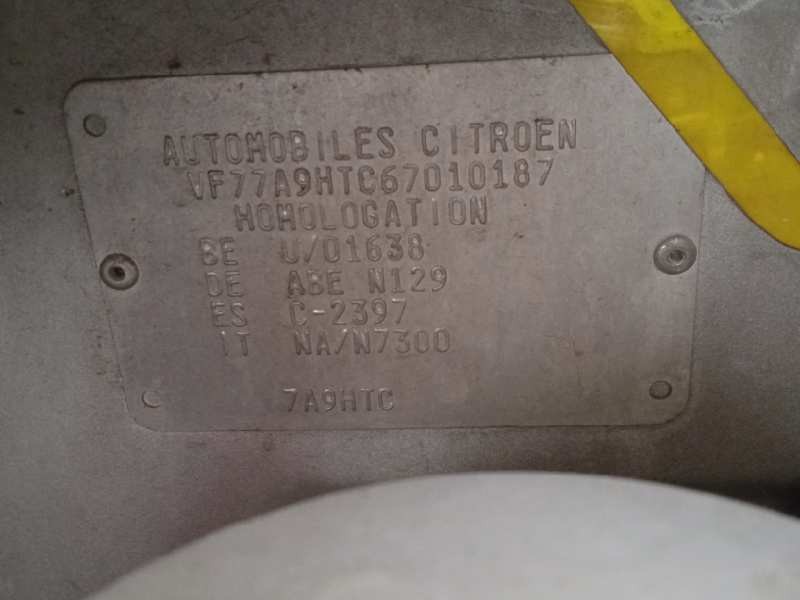 AUTOMOBILES CITROEN
VF77A9HTC67010187
HOMOLOGATION
BE U/01638
DE ABE N129
ES C-2397
IT NA/N7300
7A9HTC